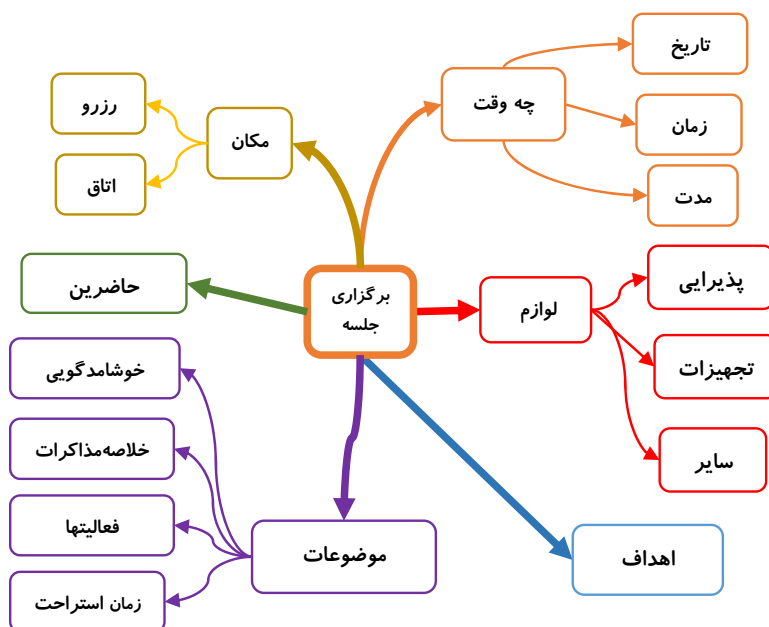 برگزاری
جلسه
چه وقت
تاریخ
زمان
مدت
لوازم
پذیرایی
تجهیزات
سایر
اهداف
موضوعات
خوشامدگویی
خلاصه‌مذاکرات
فعالیتها
زمان استراحت
حاضرین
مکان
رزرو
اتاق